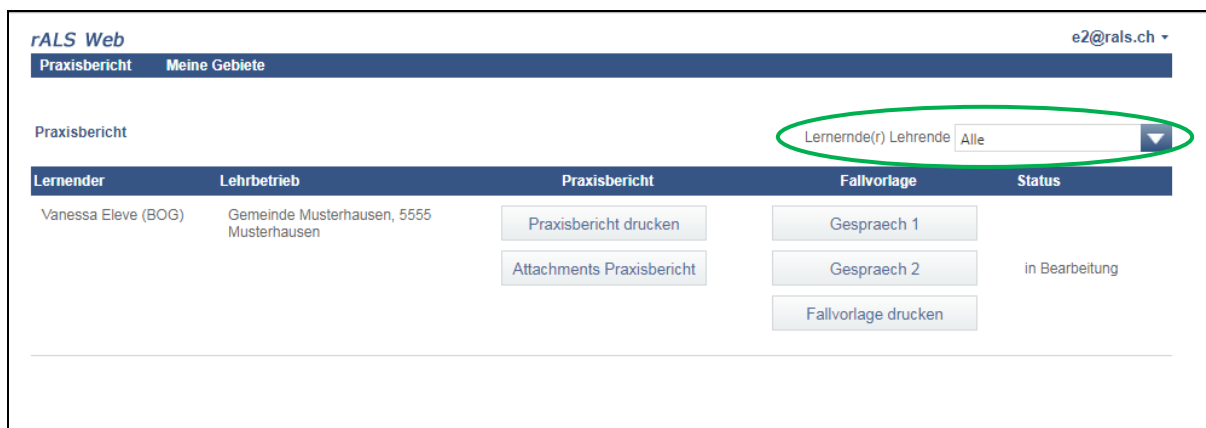 rALS Web
e2@rals.ch
Praxisbericht Meine Gebiete
Praxisbericht
Lernernde(r) Lehrende Alle
Lernender Lehrbetrieb Praxisbericht Fallvorlage Status
Vanessa Eleve (BOG) Gemeinde Musterhausen, 5555 Praxisbericht drucken Gespraech 1
Musterhausen
Attachments Praxisbericht Gespraech 2 in Bearbeitung
Fallvorlage drucken